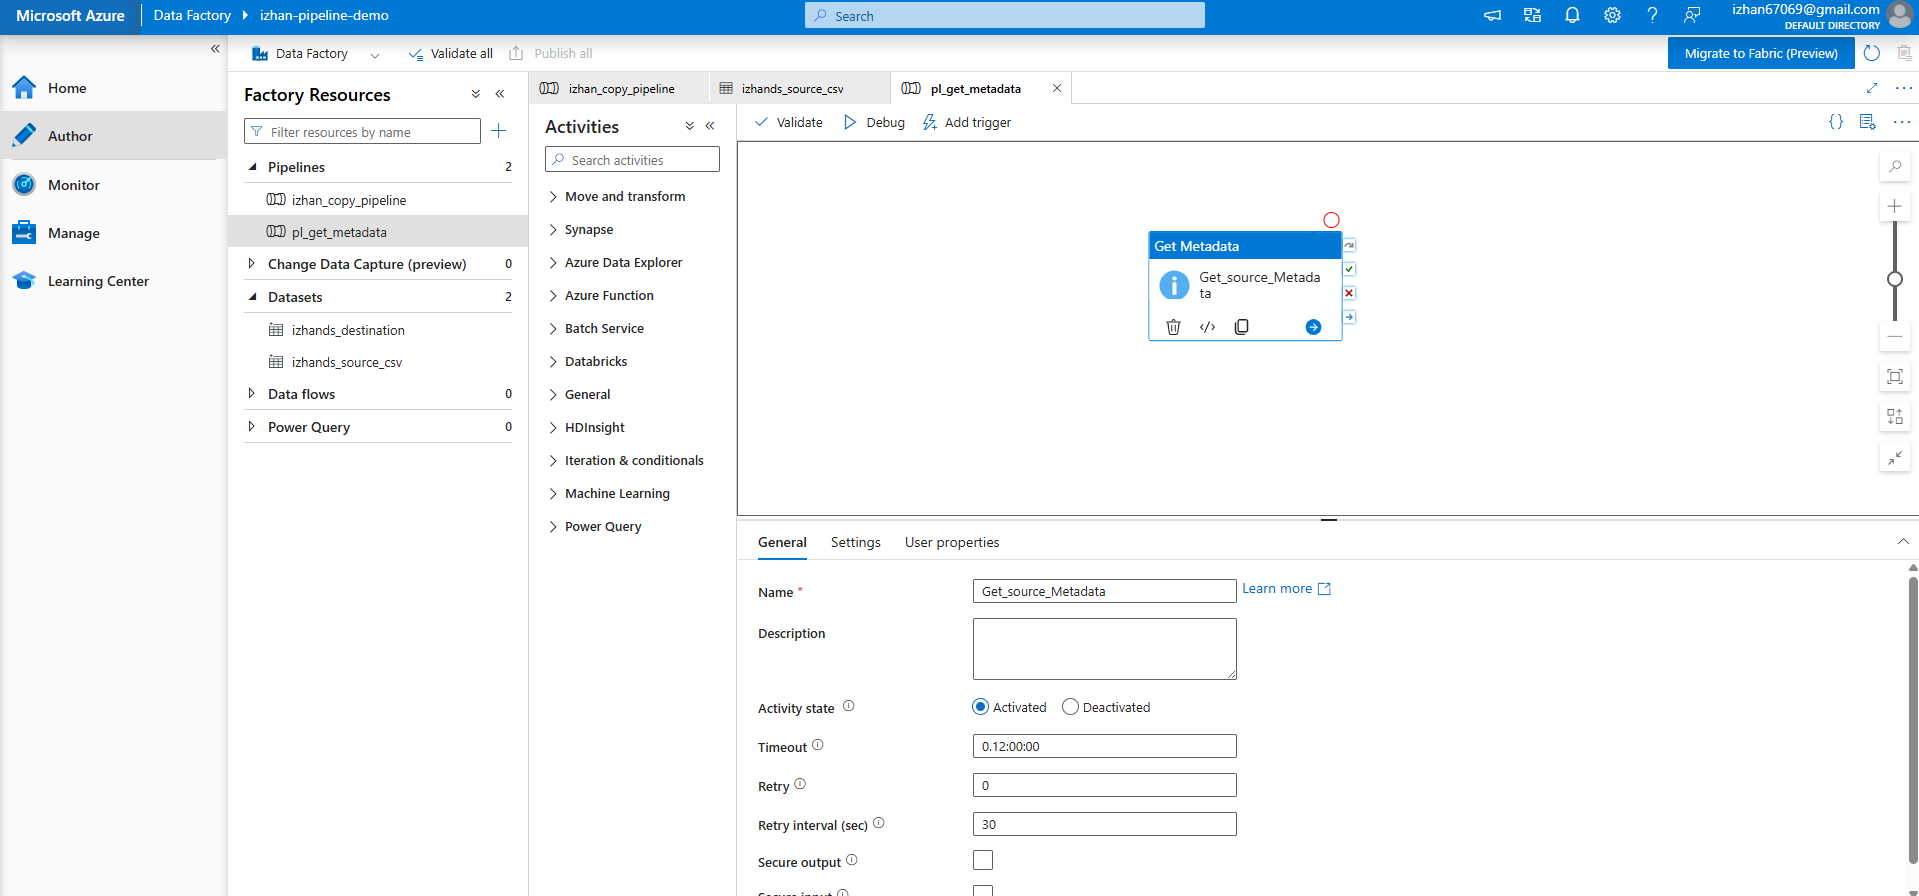 Microsoft Azure
Data Factory
izhan-pipeline-demo
Search
izhan67069@gmail.com
DEFAULT DIRECTORY
Data Factory
Validate all
Publish all
Migrate to Fabric (Preview)
Home
Author
Monitor
Manage
Learning Center
Factory Resources
Filter resources by name
Pipelines 2
izhan_copy_pipeline
pl_get_metadata
Change Data Capture (preview) 0
Datasets 2
izhands_destination
izhands_source_csv
Data flows 0
Power Query 0
izhan_copy_pipeline
izhands_source_csv
pl_get_metadata
Activities
Search activities
Move and transform
Synapse
Azure Data Explorer
Azure Function
Batch Service
Databricks
General
HDInsight
Iteration & conditionals
Machine Learning
Power Query
Validate
Debug
Add trigger
Get Metadata
Get_source_Metada
ta
General
Settings
User properties
Name *
Get_source_Metadata
Learn more
Description
Activity state
Activated
Deactivated
Timeout
0.12:00:00
Retry
0
Retry interval (sec)
30
Secure output